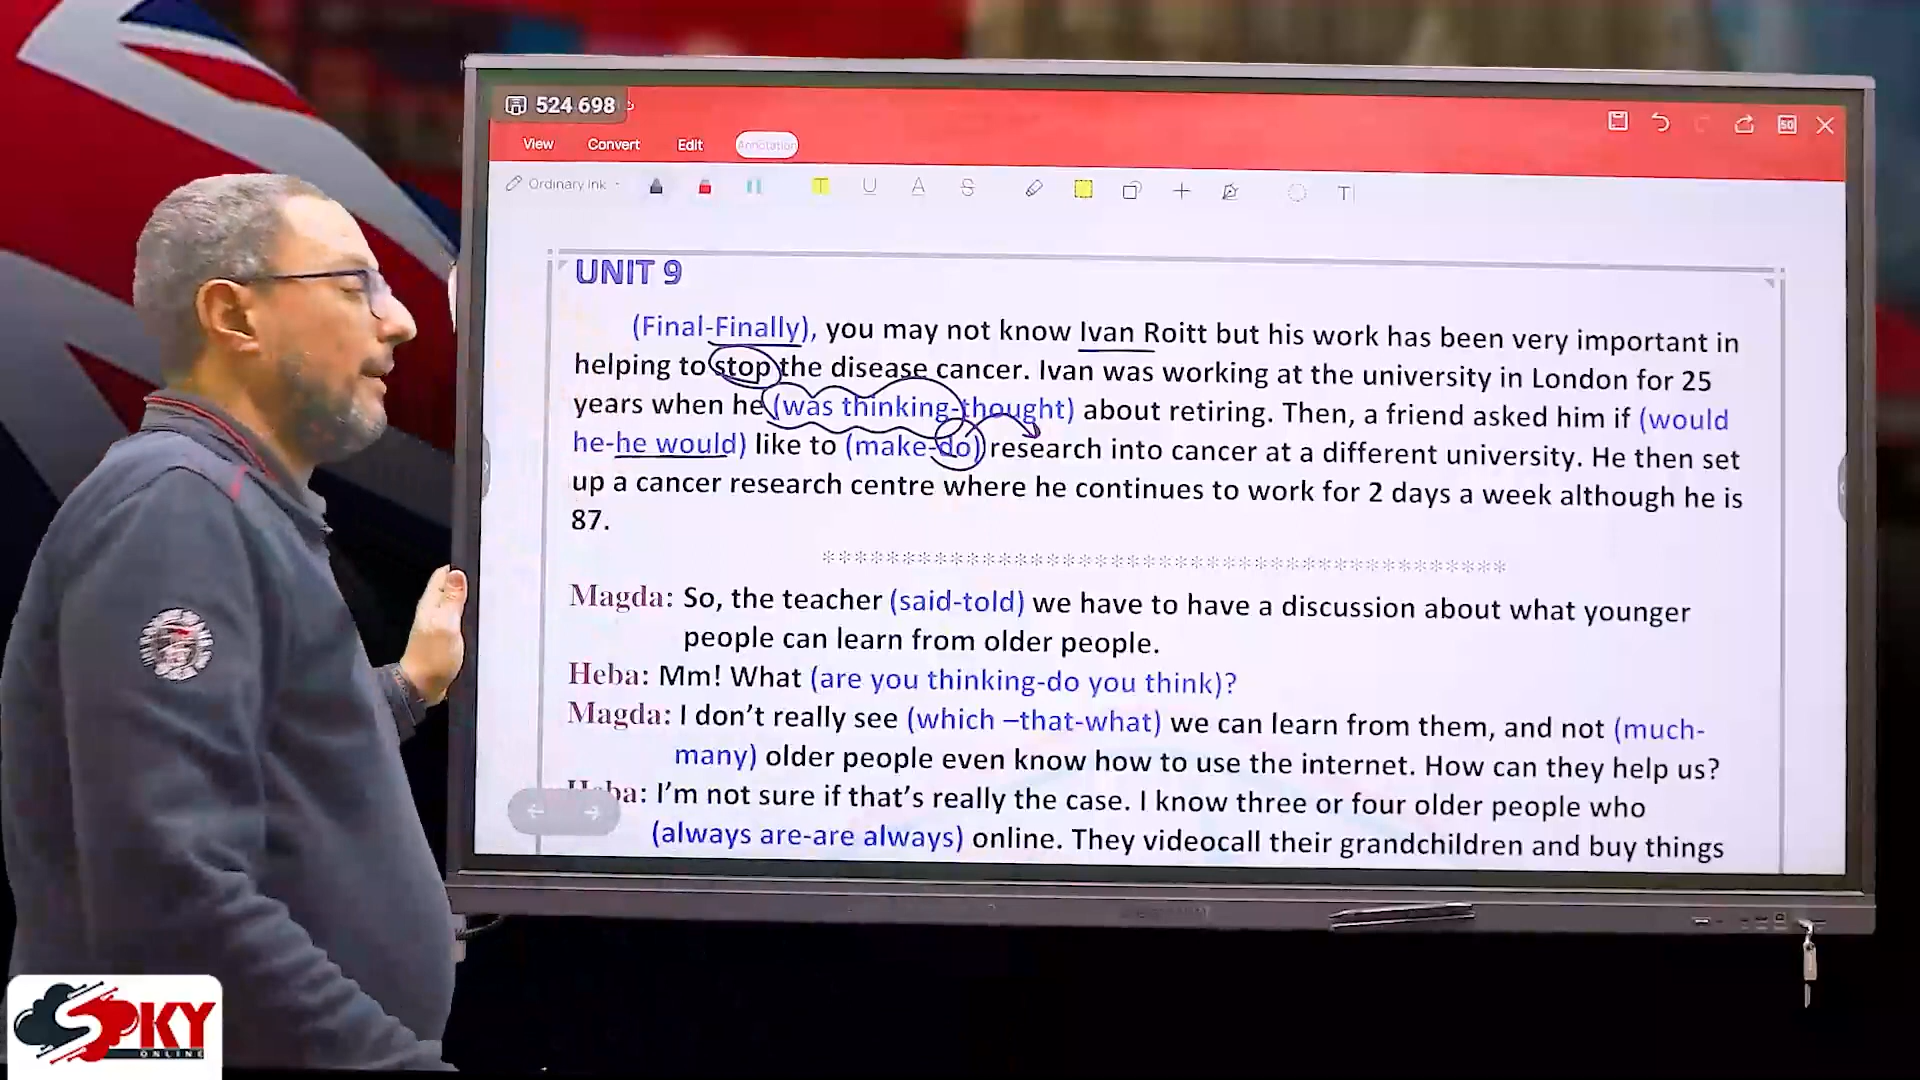 524 698
View Convert Edit Annotation
Ordinary Ink
UNIT 9
(Final-Finally), you may not know Ivan Roitt but his work has been very important in
helping to stop the disease cancer. Ivan was working at the university in London for 25
years when he (was thinking-thought) about retiring. Then, a friend asked him if (would
he-he would) like to (make-do) research into cancer at a different university. He then set
up a cancer research centre where he continues to work for 2 days a week although he is
87.
Magda: So, the teacher (said-told) we have to have a discussion about what younger
people can learn from older people.
Heba: Mm! What (are you thinking-do you think)?
Magda: I don't really see (which –that-what) we can learn from them, and not (much-
many) older people even know how to use the internet. How can they help us?
Heba: I'm not sure if that's really the case. I know three or four older people who
(always are-are always) online. They videocall their grandchildren and buy things
SPKY
ONLINE